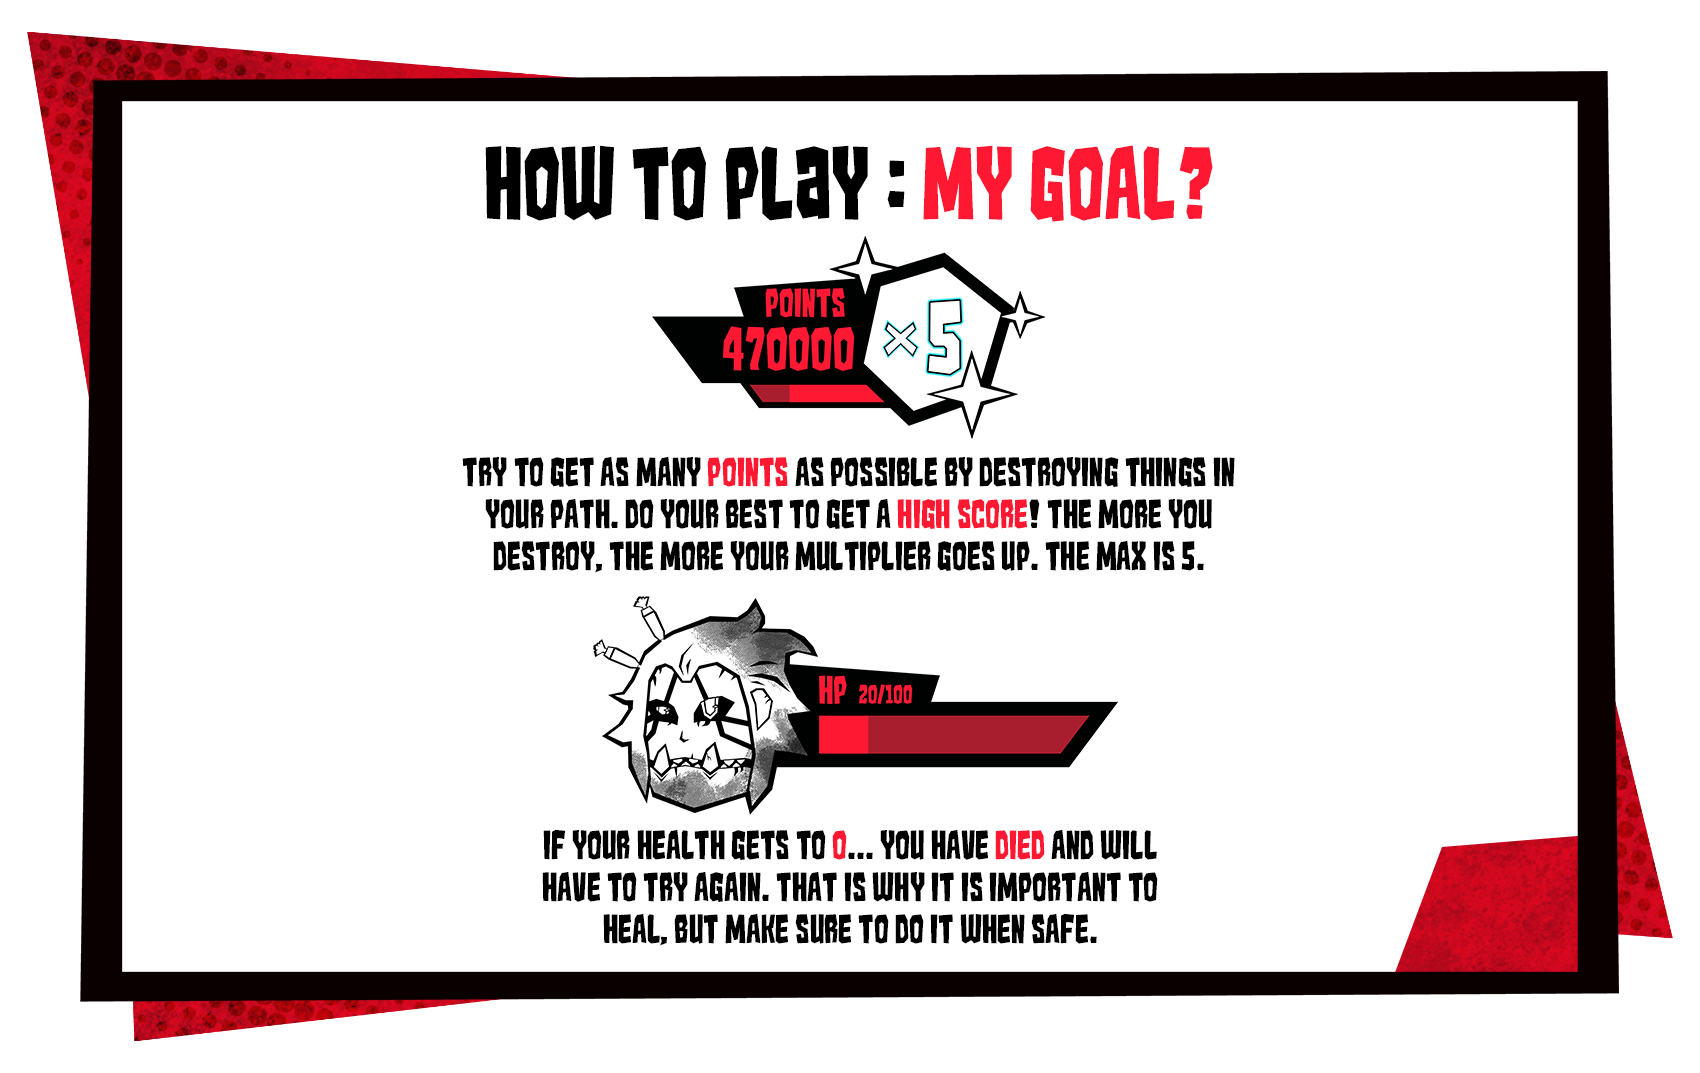 HOW TO PLAY : MY GOAL?
POINTS
470000
×5
TRY TO GET AS MANY POINTS AS POSSIBLE BY DESTROYING THINGS IN
YOUR PATH. DO YOUR BEST TO GET A HIGH SCORE! THE MORE YOU
DESTROY, THE MORE YOUR MULTIPLIER GOES UP. THE MAX IS 5.
HP 20/100
IF YOUR HEALTH GETS TO 0... YOU HAVE DIED AND WILL
HAVE TO TRY AGAIN. THAT IS WHY IT IS IMPORTANT TO
HEAL, BUT MAKE SURE TO DO IT WHEN SAFE.